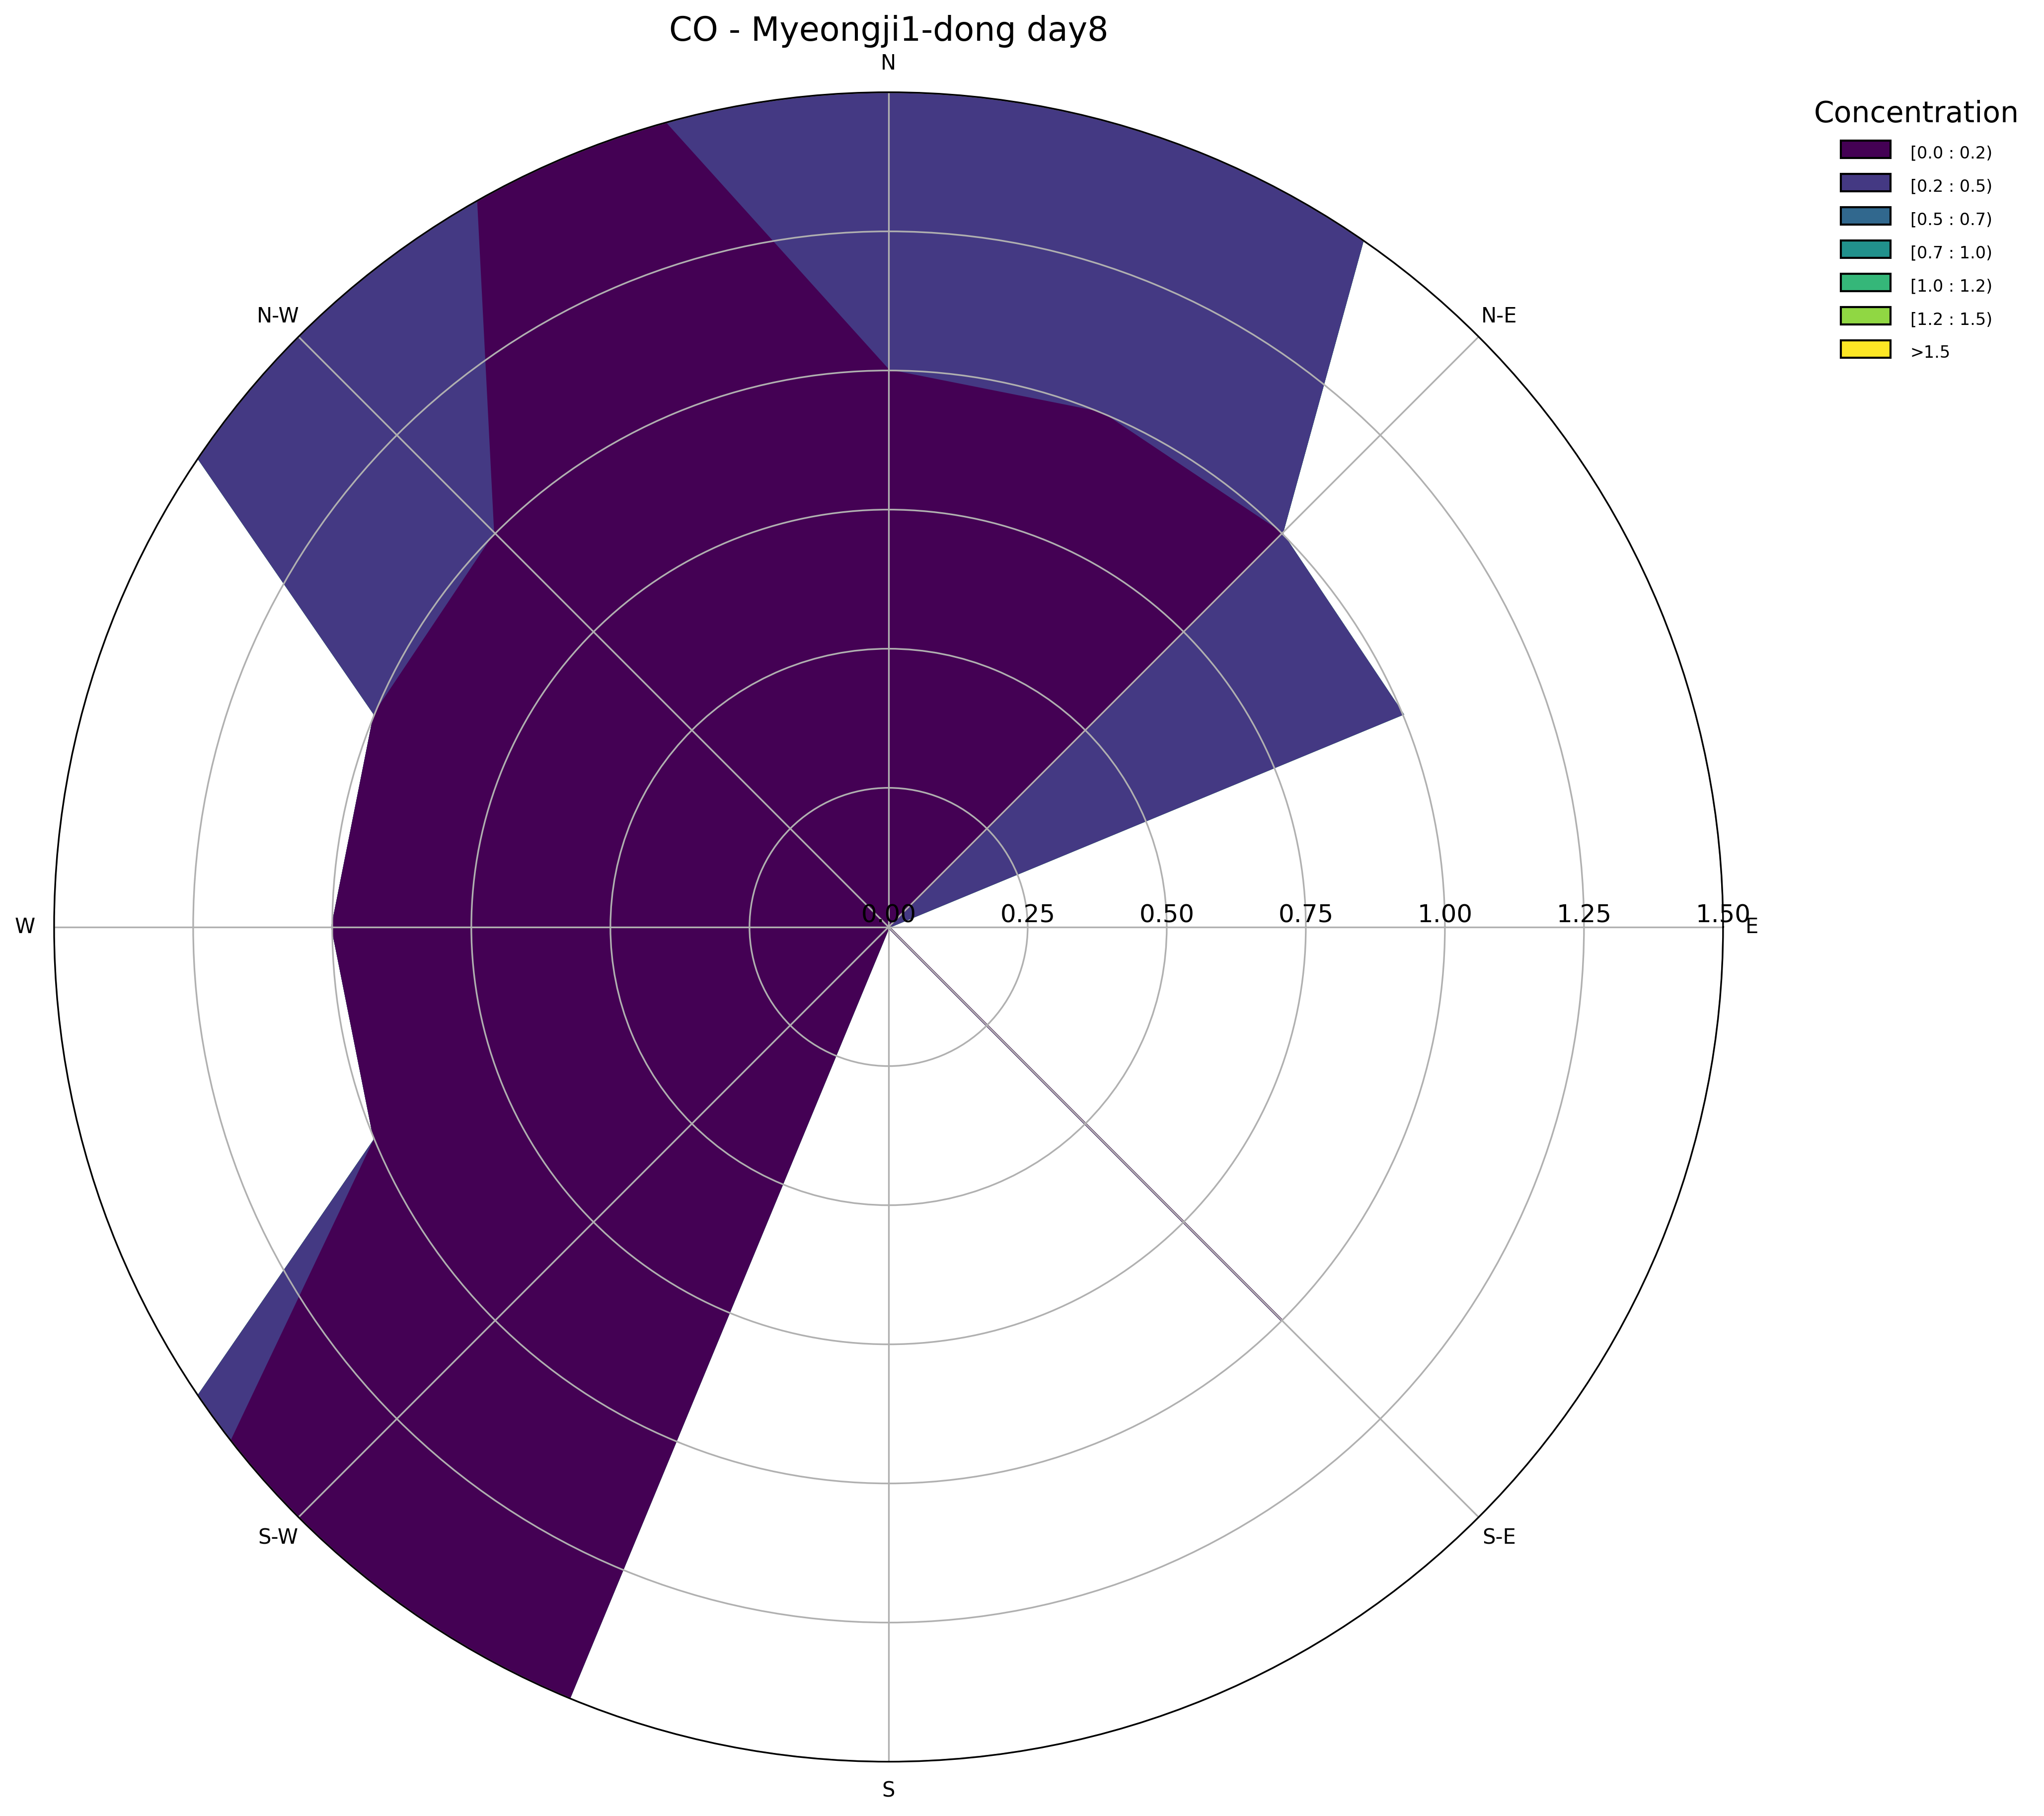 CO - Myeongji1-dong day8
N
N-E
E
S-E
S
S-W
W
N-W
0.00
0.25
0.50
0.75
1.00
1.25
1.50
Concentration
[0.0 : 0.2)
[0.2 : 0.5)
[0.5 : 0.7)
[0.7 : 1.0)
[1.0 : 1.2)
[1.2 : 1.5)
>1.5